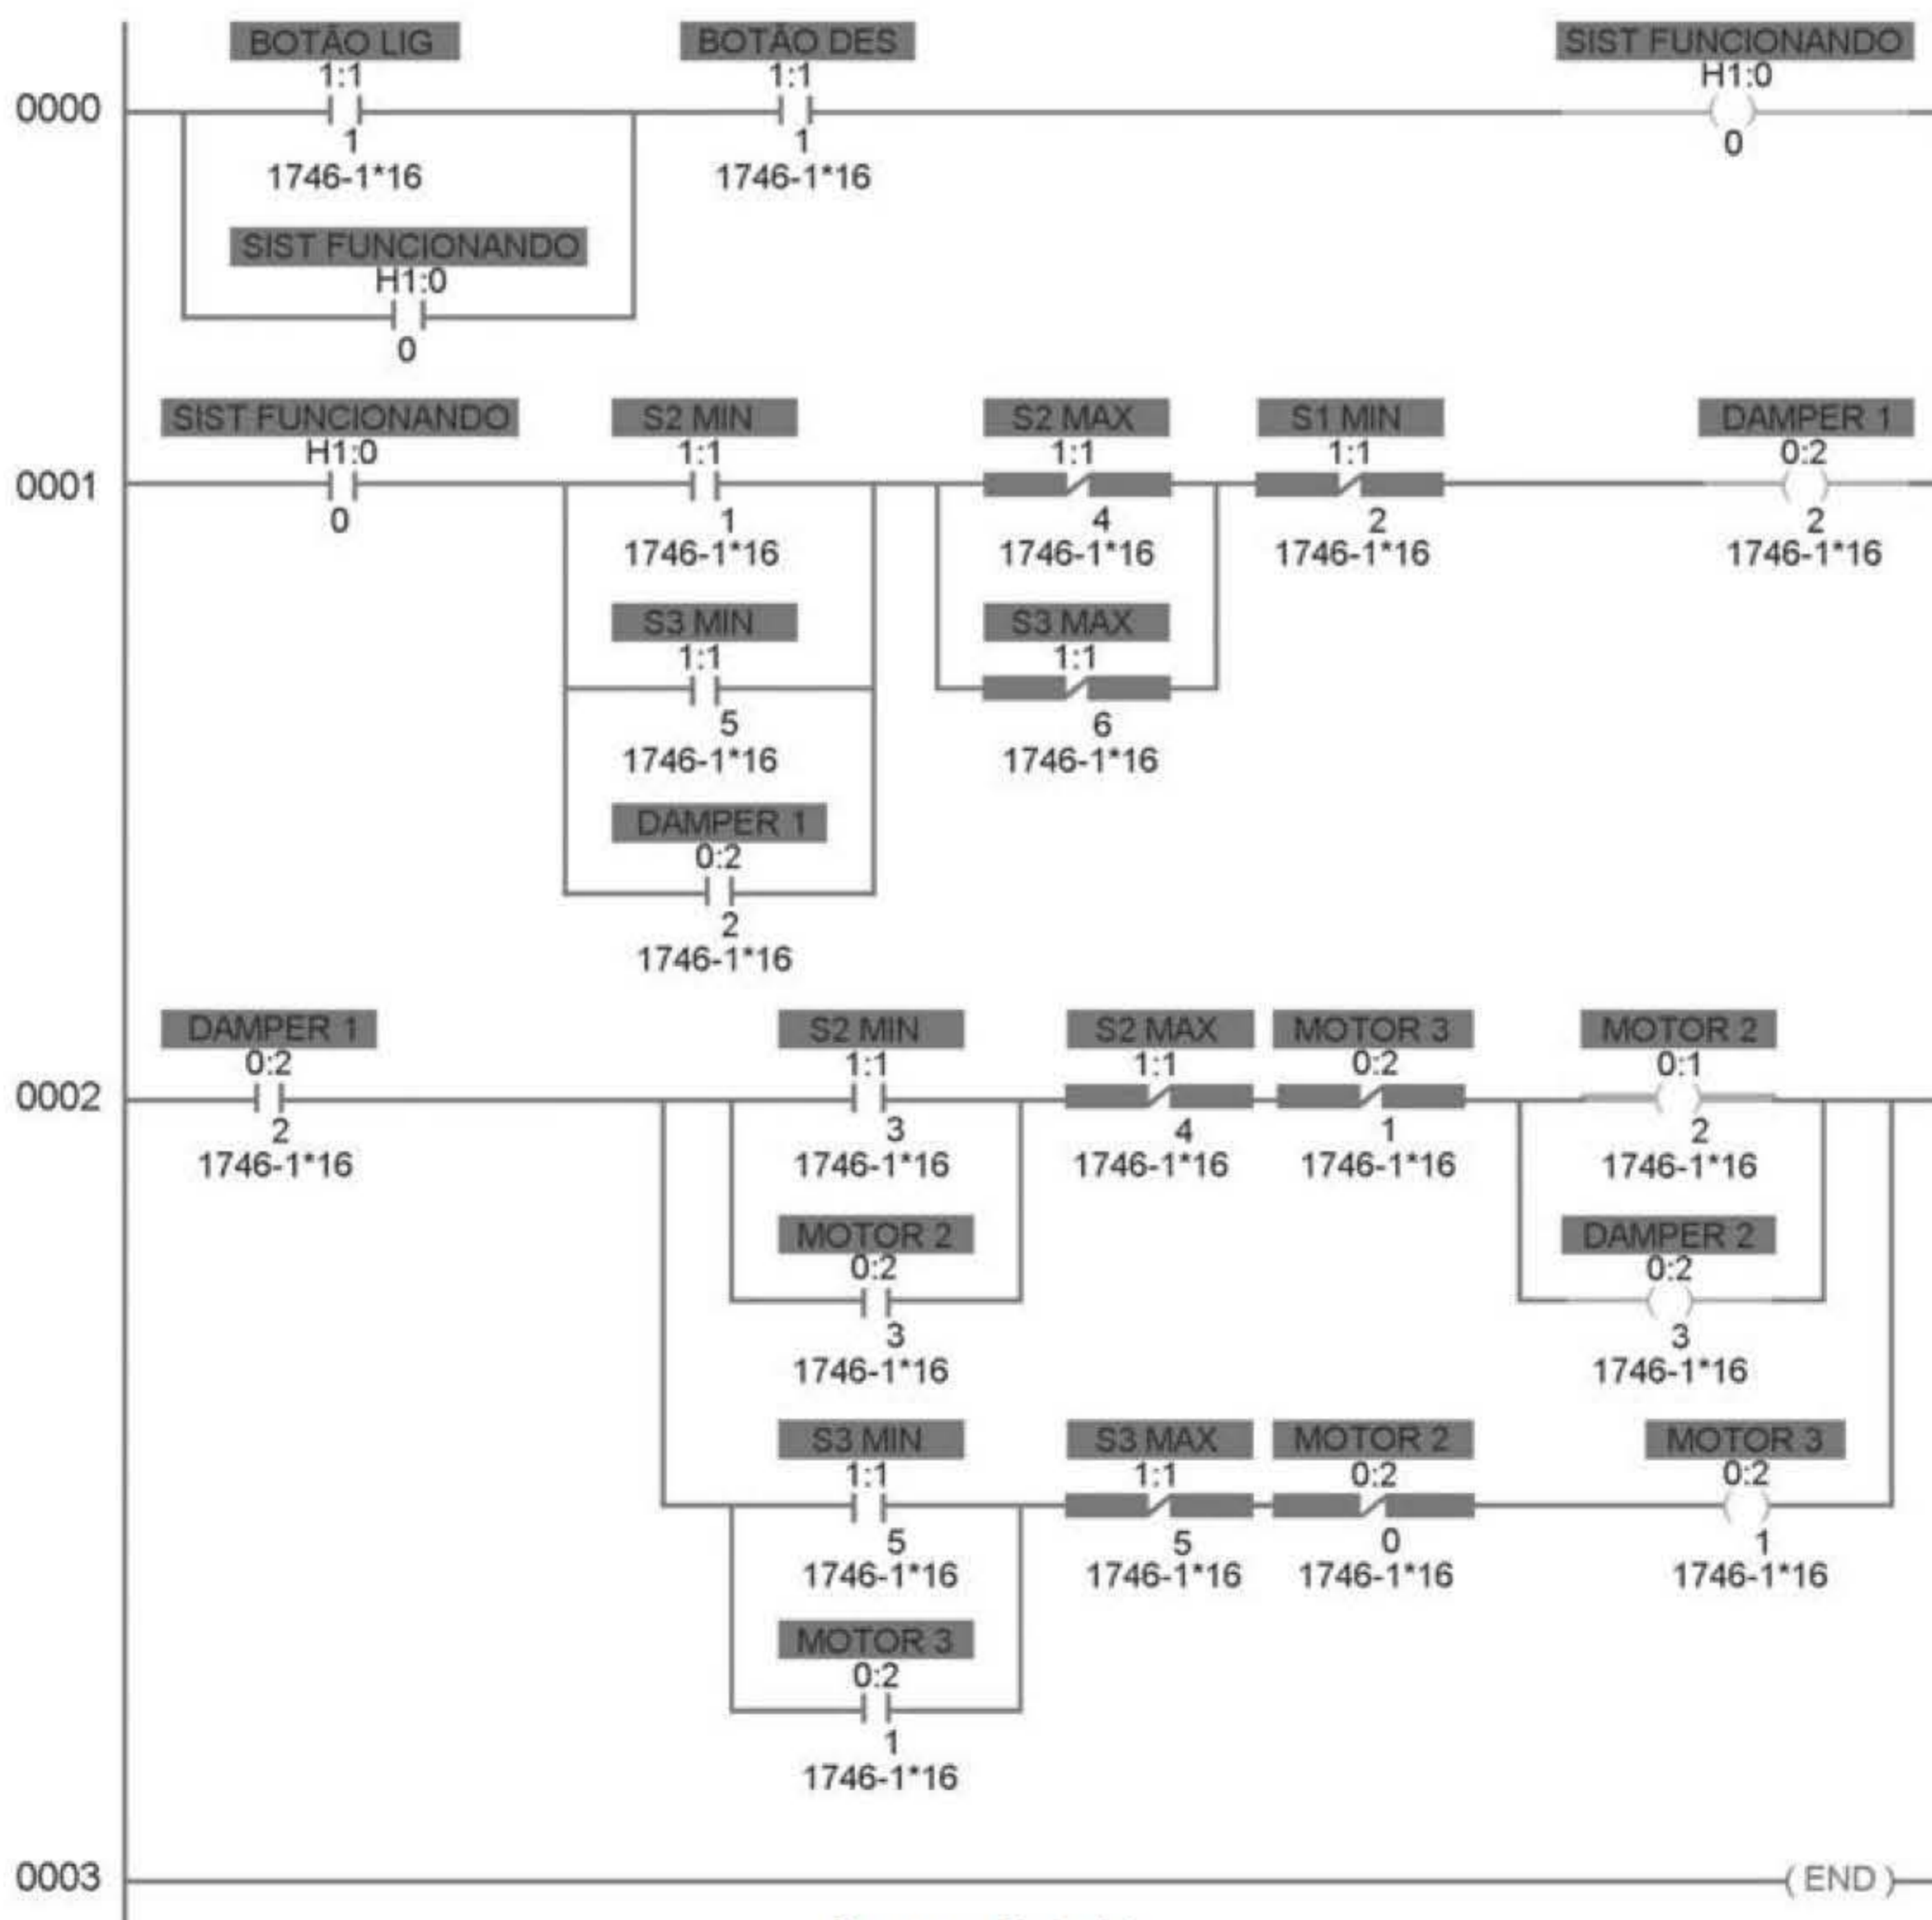 BOTÃO LIG BOTÃO DES SIST FUNCIONANDO
1:1 1:1 H1:0
0000
1 1 0
1746-1*16 1746-1*16
SIST FUNCIONANDO
H1:0
0
SIST FUNCIONANDO S2 MIN S2 MAX S1 MIN DAMPER 1
H1:0 1:1 1:1 1:1 0:2
0001
0 1 4 2 2
1746-1*16 1746-1*16 1746-1*16 1746-1*16
S3 MIN S3 MAX
1:1 1:1
5 6
1746-1*16 1746-1*16
DAMPER 1
0:2
2
1746-1*16
DAMPER 1 S2 MIN S2 MAX MOTOR 3 MOTOR 2
0:2 1:1 1:1 0:2 0:1
0002
2 3 4 1 2
1746-1*16 1746-1*16 1746-1*16 1746-1*16 1746-1*16
MOTOR 2 DAMPER 2
0:2 0:2
3 3
1746-1*16 1746-1*16
S3 MIN S3 MAX MOTOR 2 MOTOR 3
1:1 1:1 0:2 0:2
5 5 0 1
1746-1*16 1746-1*16 1746-1*16 1746-1*16
MOTOR 3
0:2
1
1746-1*16
0003 (END)